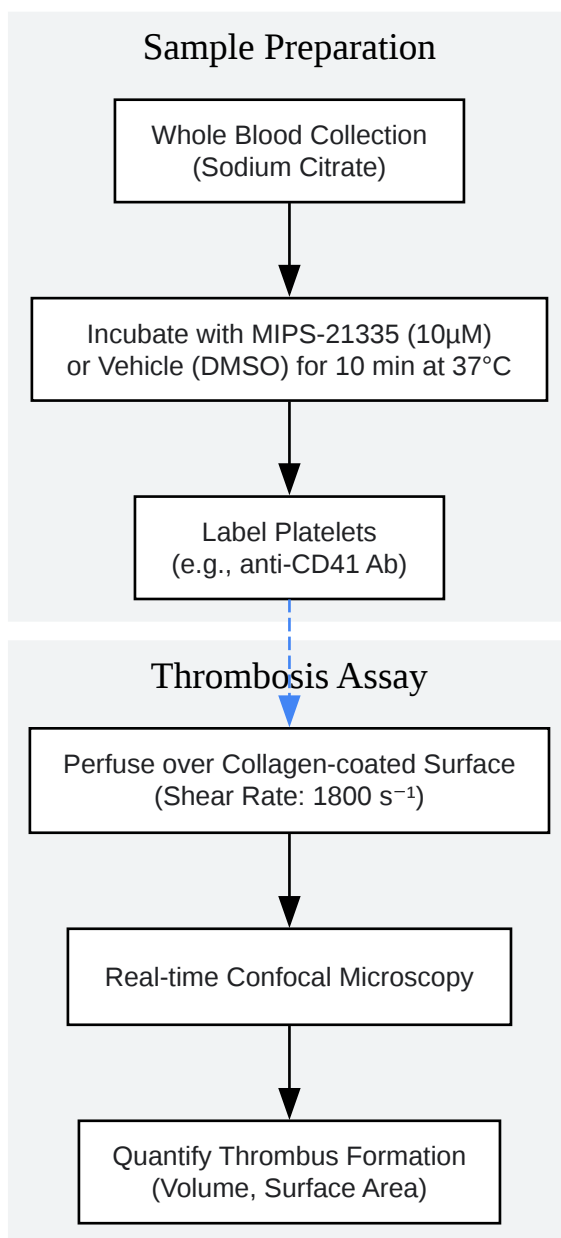 Sample Preparation
Whole Blood Collection
(Sodium Citrate)
Incubate with MIPS-21335 (10µM)
or Vehicle (DMSO) for 10 min at 37°C
Label Platelets
(e.g., anti-CD41 Ab)
Thrombosis Assay
Perfuse over Collagen-coated Surface
(Shear Rate: 1800 s⁻¹)
Real-time Confocal Microscopy
Quantify Thrombus Formation
(Volume, Surface Area)